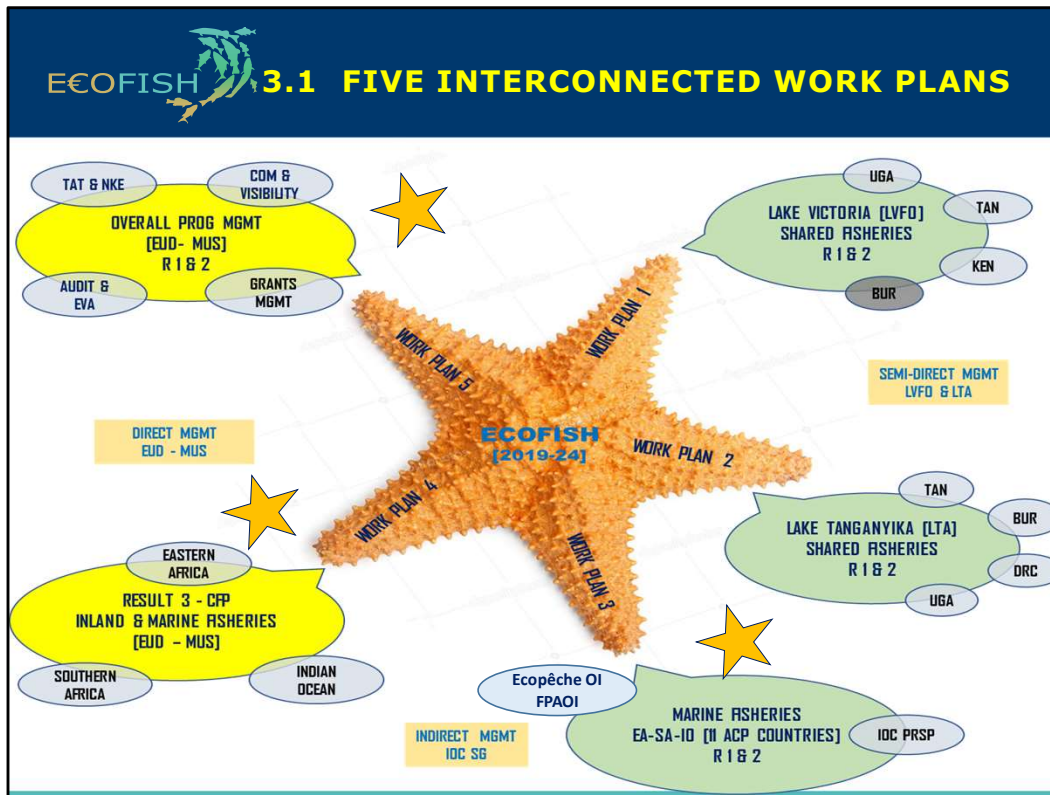 E€OFISH
3.1 FIVE INTERCONNECTED WORK PLANS
TAT & NKE
COM &
VISIBILITY
OVERALL PROG MGMT
[EUD- MUS]
R 1 & 2
AUDIT &
EVA
GRANTS
MGMT
UGA
LAKE VICTORIA [LVFO]
SHARED FISHERIES
R 1 & 2
TAN
KEN
BUR
WORK PLAN 1
WORK PLAN 5
SEMI-DIRECT MGMT
LVFO & LTA
DIRECT MGMT
EUD - MUS
ECOFISH
[2019-24]
WORK PLAN 2
WORK PLAN 4
WORK PLAN 3
TAN
BUR
LAKE TANGANYIKA [LTA]
SHARED FISHERIES
R 1 & 2
DRC
UGA
EASTERN
AFRICA
RESULT 3 - CFP
INLAND & MARINE FISHERIES
[EUD – MUS]
SOUTHERN
AFRICA
INDIAN
OCEAN
Ecopêche OI
FPAOI
MARINE FISHERIES
EA-SA-IO [11 ACP COUNTRIES]
R 1 & 2
IOC PRSP
INDIRECT MGMT
IOC SG